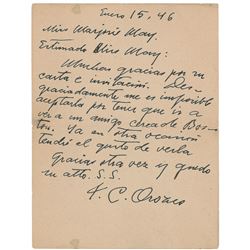 Enero 15, 46
Miss Marjorie May.
Estimada Miss May:
Muchas gracias por su
carta e invitación. Des-
graciadamente me es imposible
aceptarlos por tener que ir a
ver a un amigo cerca de Bos-
ton. Ya en otra ocasión
tendré el gusto de verla
Gracias otra vez y quedo
su atto. S.S.
J. C. Orozco